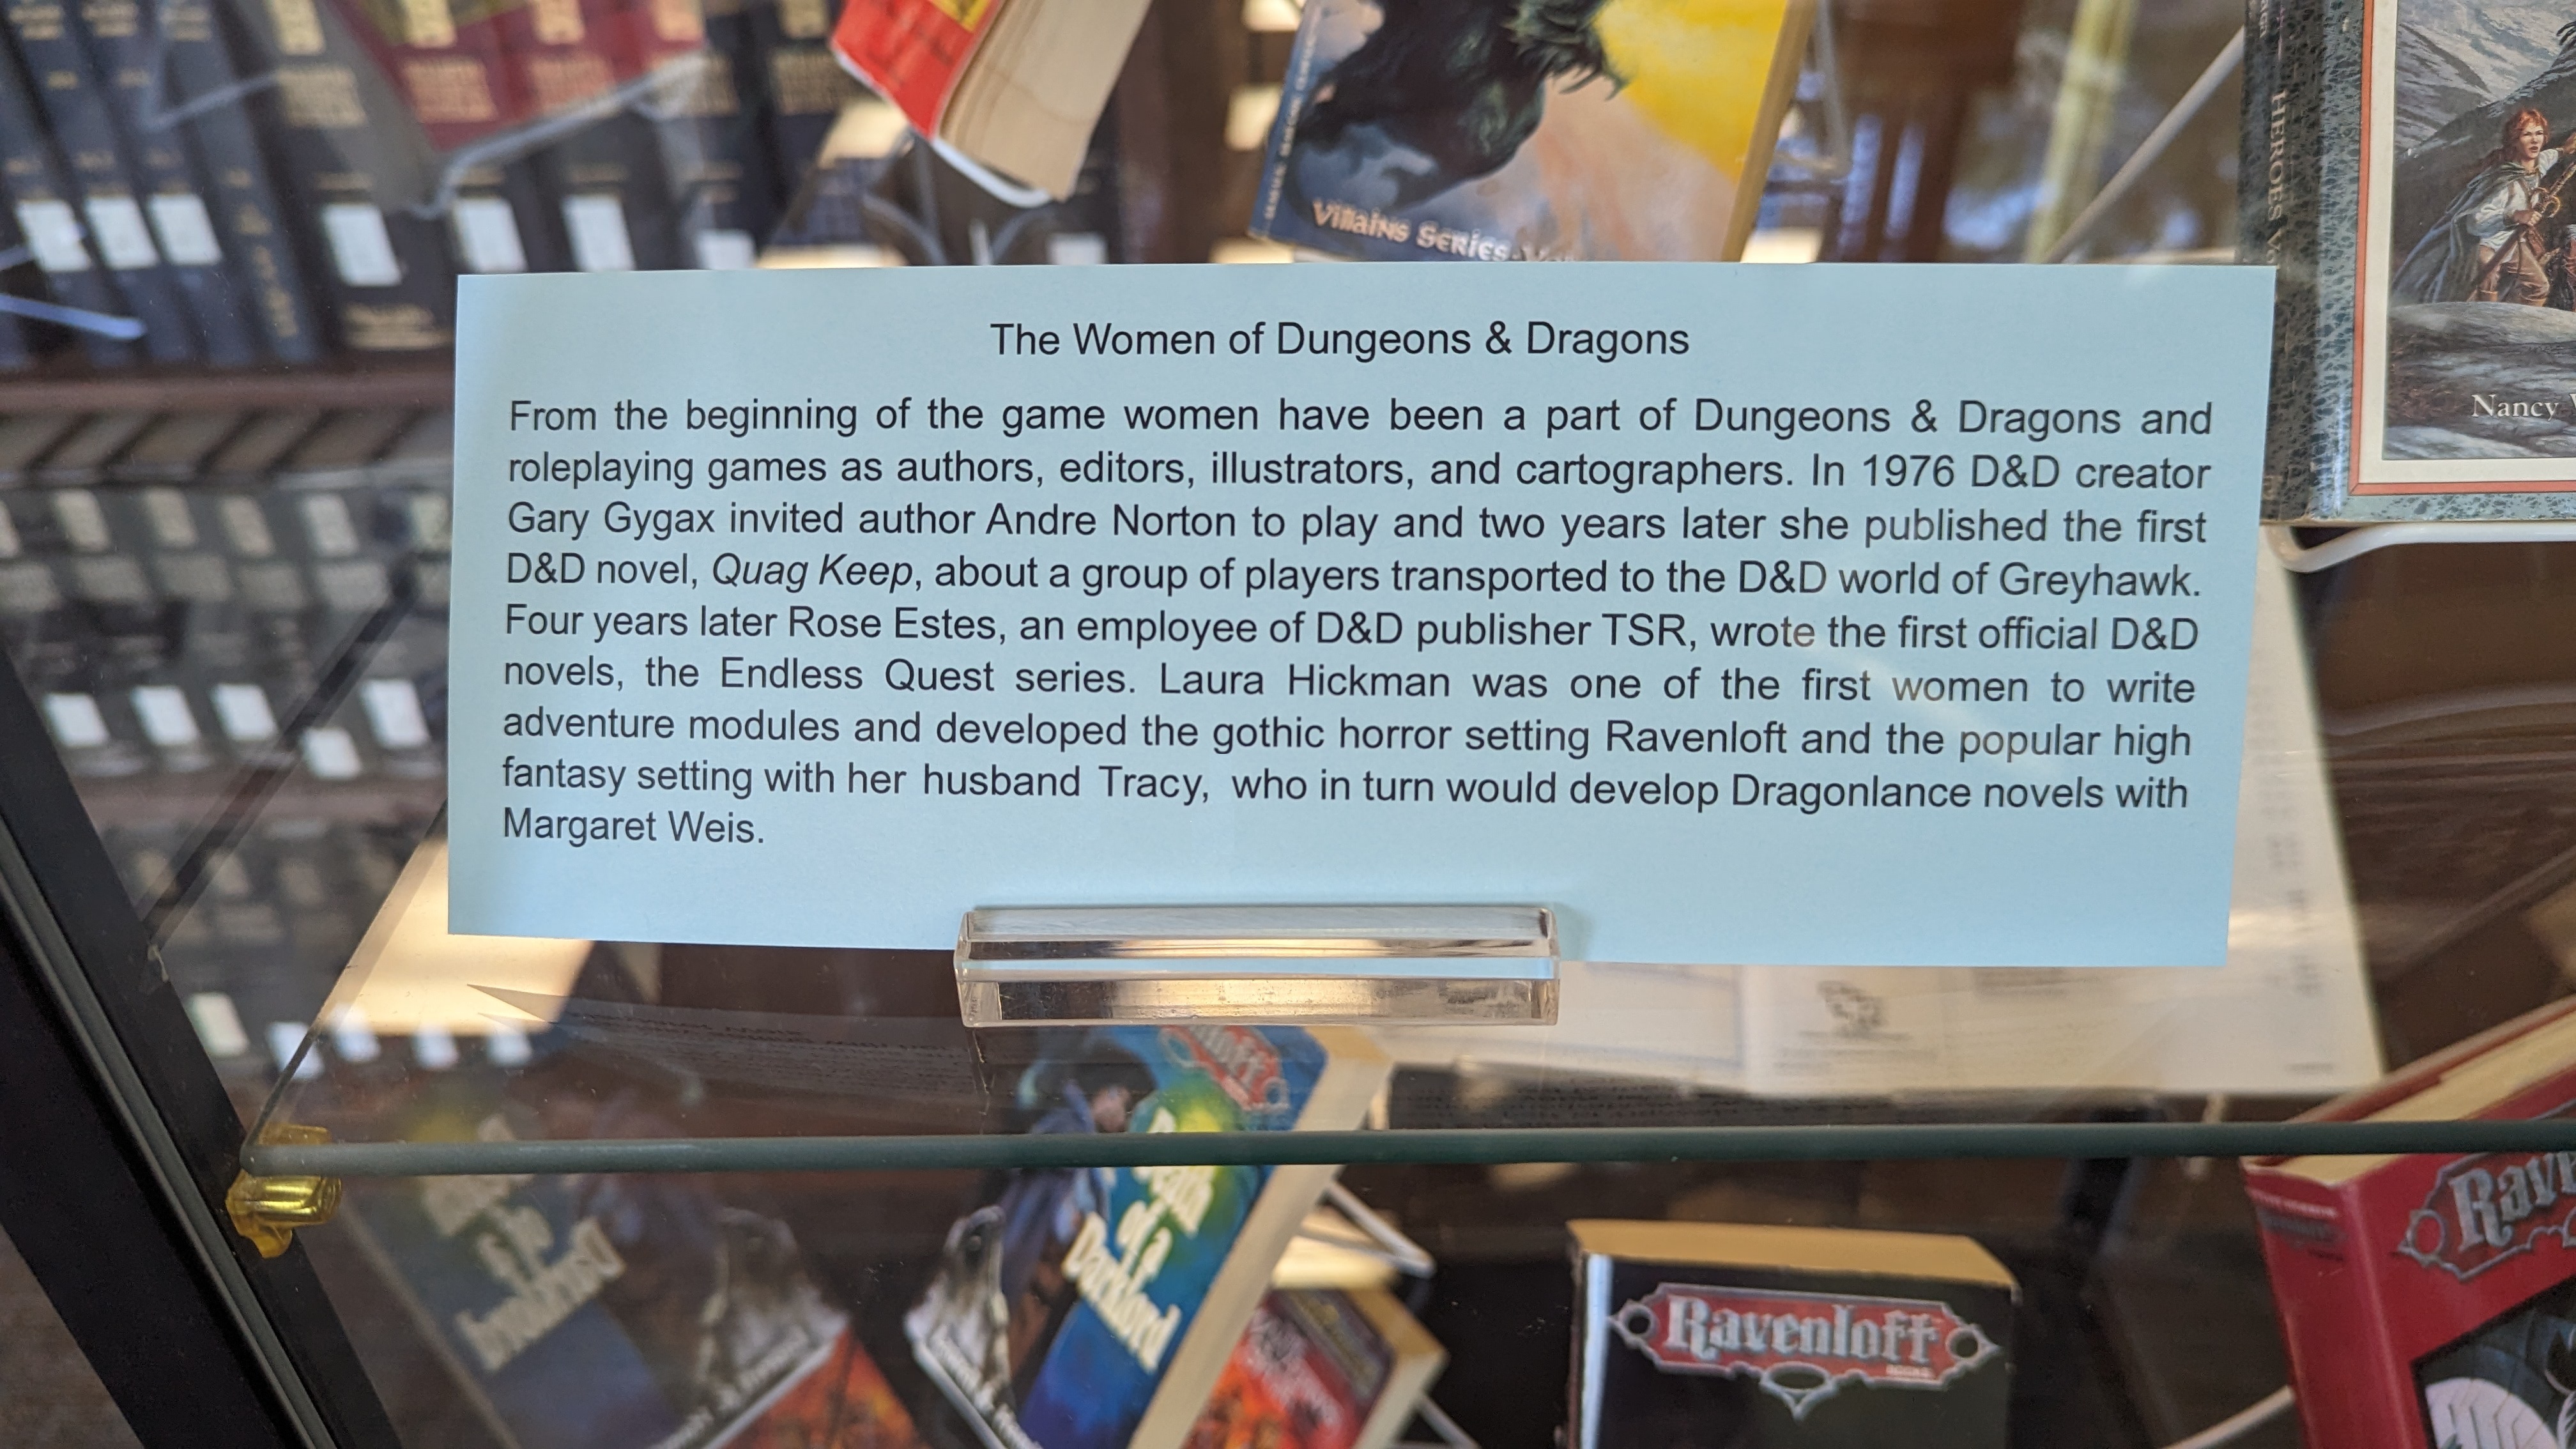 Villains Series
HEROES
Nancy
The Women of Dungeons & Dragons
From the beginning of the game women have been a part of Dungeons & Dragons and
roleplaying games as authors, editors, illustrators, and cartographers. In 1976 D&D creator
Gary Gygax invited author Andre Norton to play and two years later she published the first
D&D novel, Quag Keep, about a group of players transported to the D&D world of Greyhawk.
Four years later Rose Estes, an employee of D&D publisher TSR, wrote the first official D&D
novels, the Endless Quest series. Laura Hickman was one of the first women to write
adventure modules and developed the gothic horror setting Ravenloft and the popular high
fantasy setting with her husband Tracy, who in turn would develop Dragonlance novels with
Margaret Weis.
of a
Darklord
Ravenloft
Rav